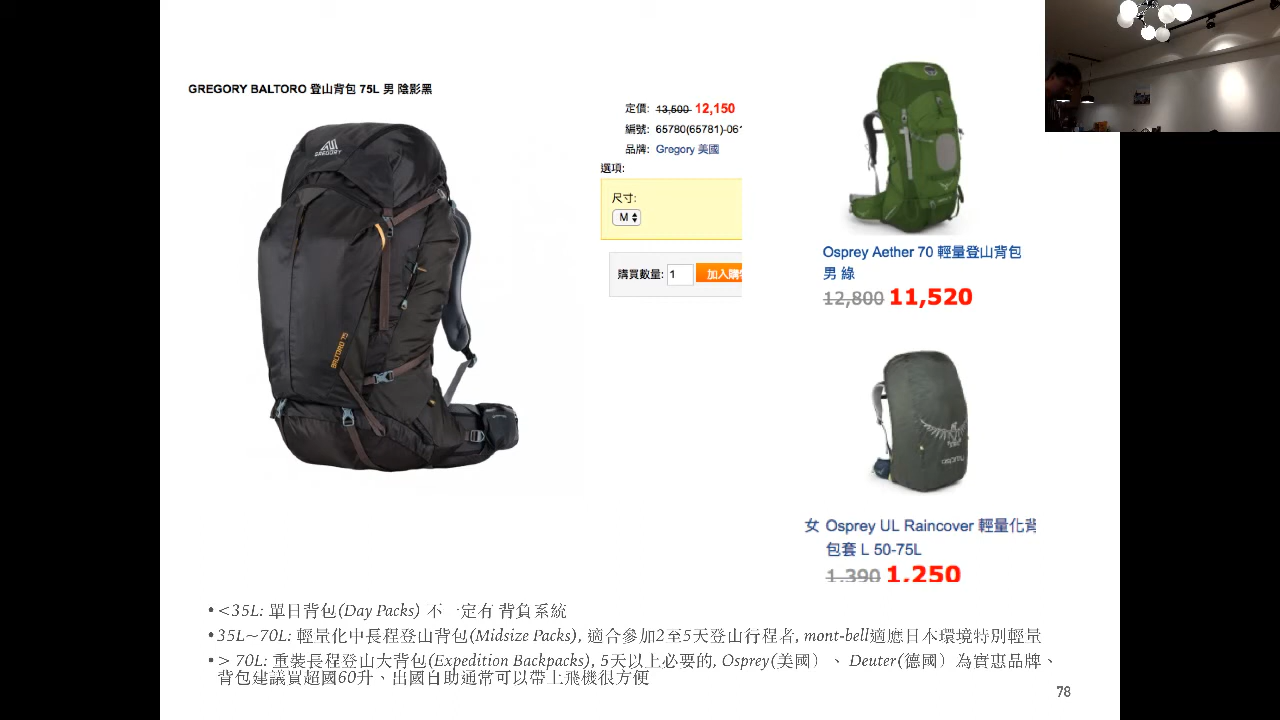 GREGORY BALTORO 登山背包 75L 男 陰影黑
GREGORY
BALTORO 75
定價: 13,500 12,150
編號: 65780(65781)-06
品牌: Gregory 美國
選項:
尺寸:
M
購買數量: 1 加入購
Osprey Aether 70 輕量登山背包
男 綠
12,800 11,520
osprey
女 Osprey UL Raincover 輕量化背
包套 L 50-75L
1,390 1,250
•<35L: 單日背包(Day Packs) 不一定有 背負系統
•35L~70L: 輕量化中長程登山背包(Midsize Packs), 適合參加2至5天登山行程者, mont-bell適應日本環境特別輕量
•> 70L: 重裝長程登山大背包(Expedition Backpacks), 5天以上必要的, Osprey(美國）、 Deuter(德國）為實惠品牌、
背包建議買超國60升、出國自助通常可以帶上飛機很方便
78